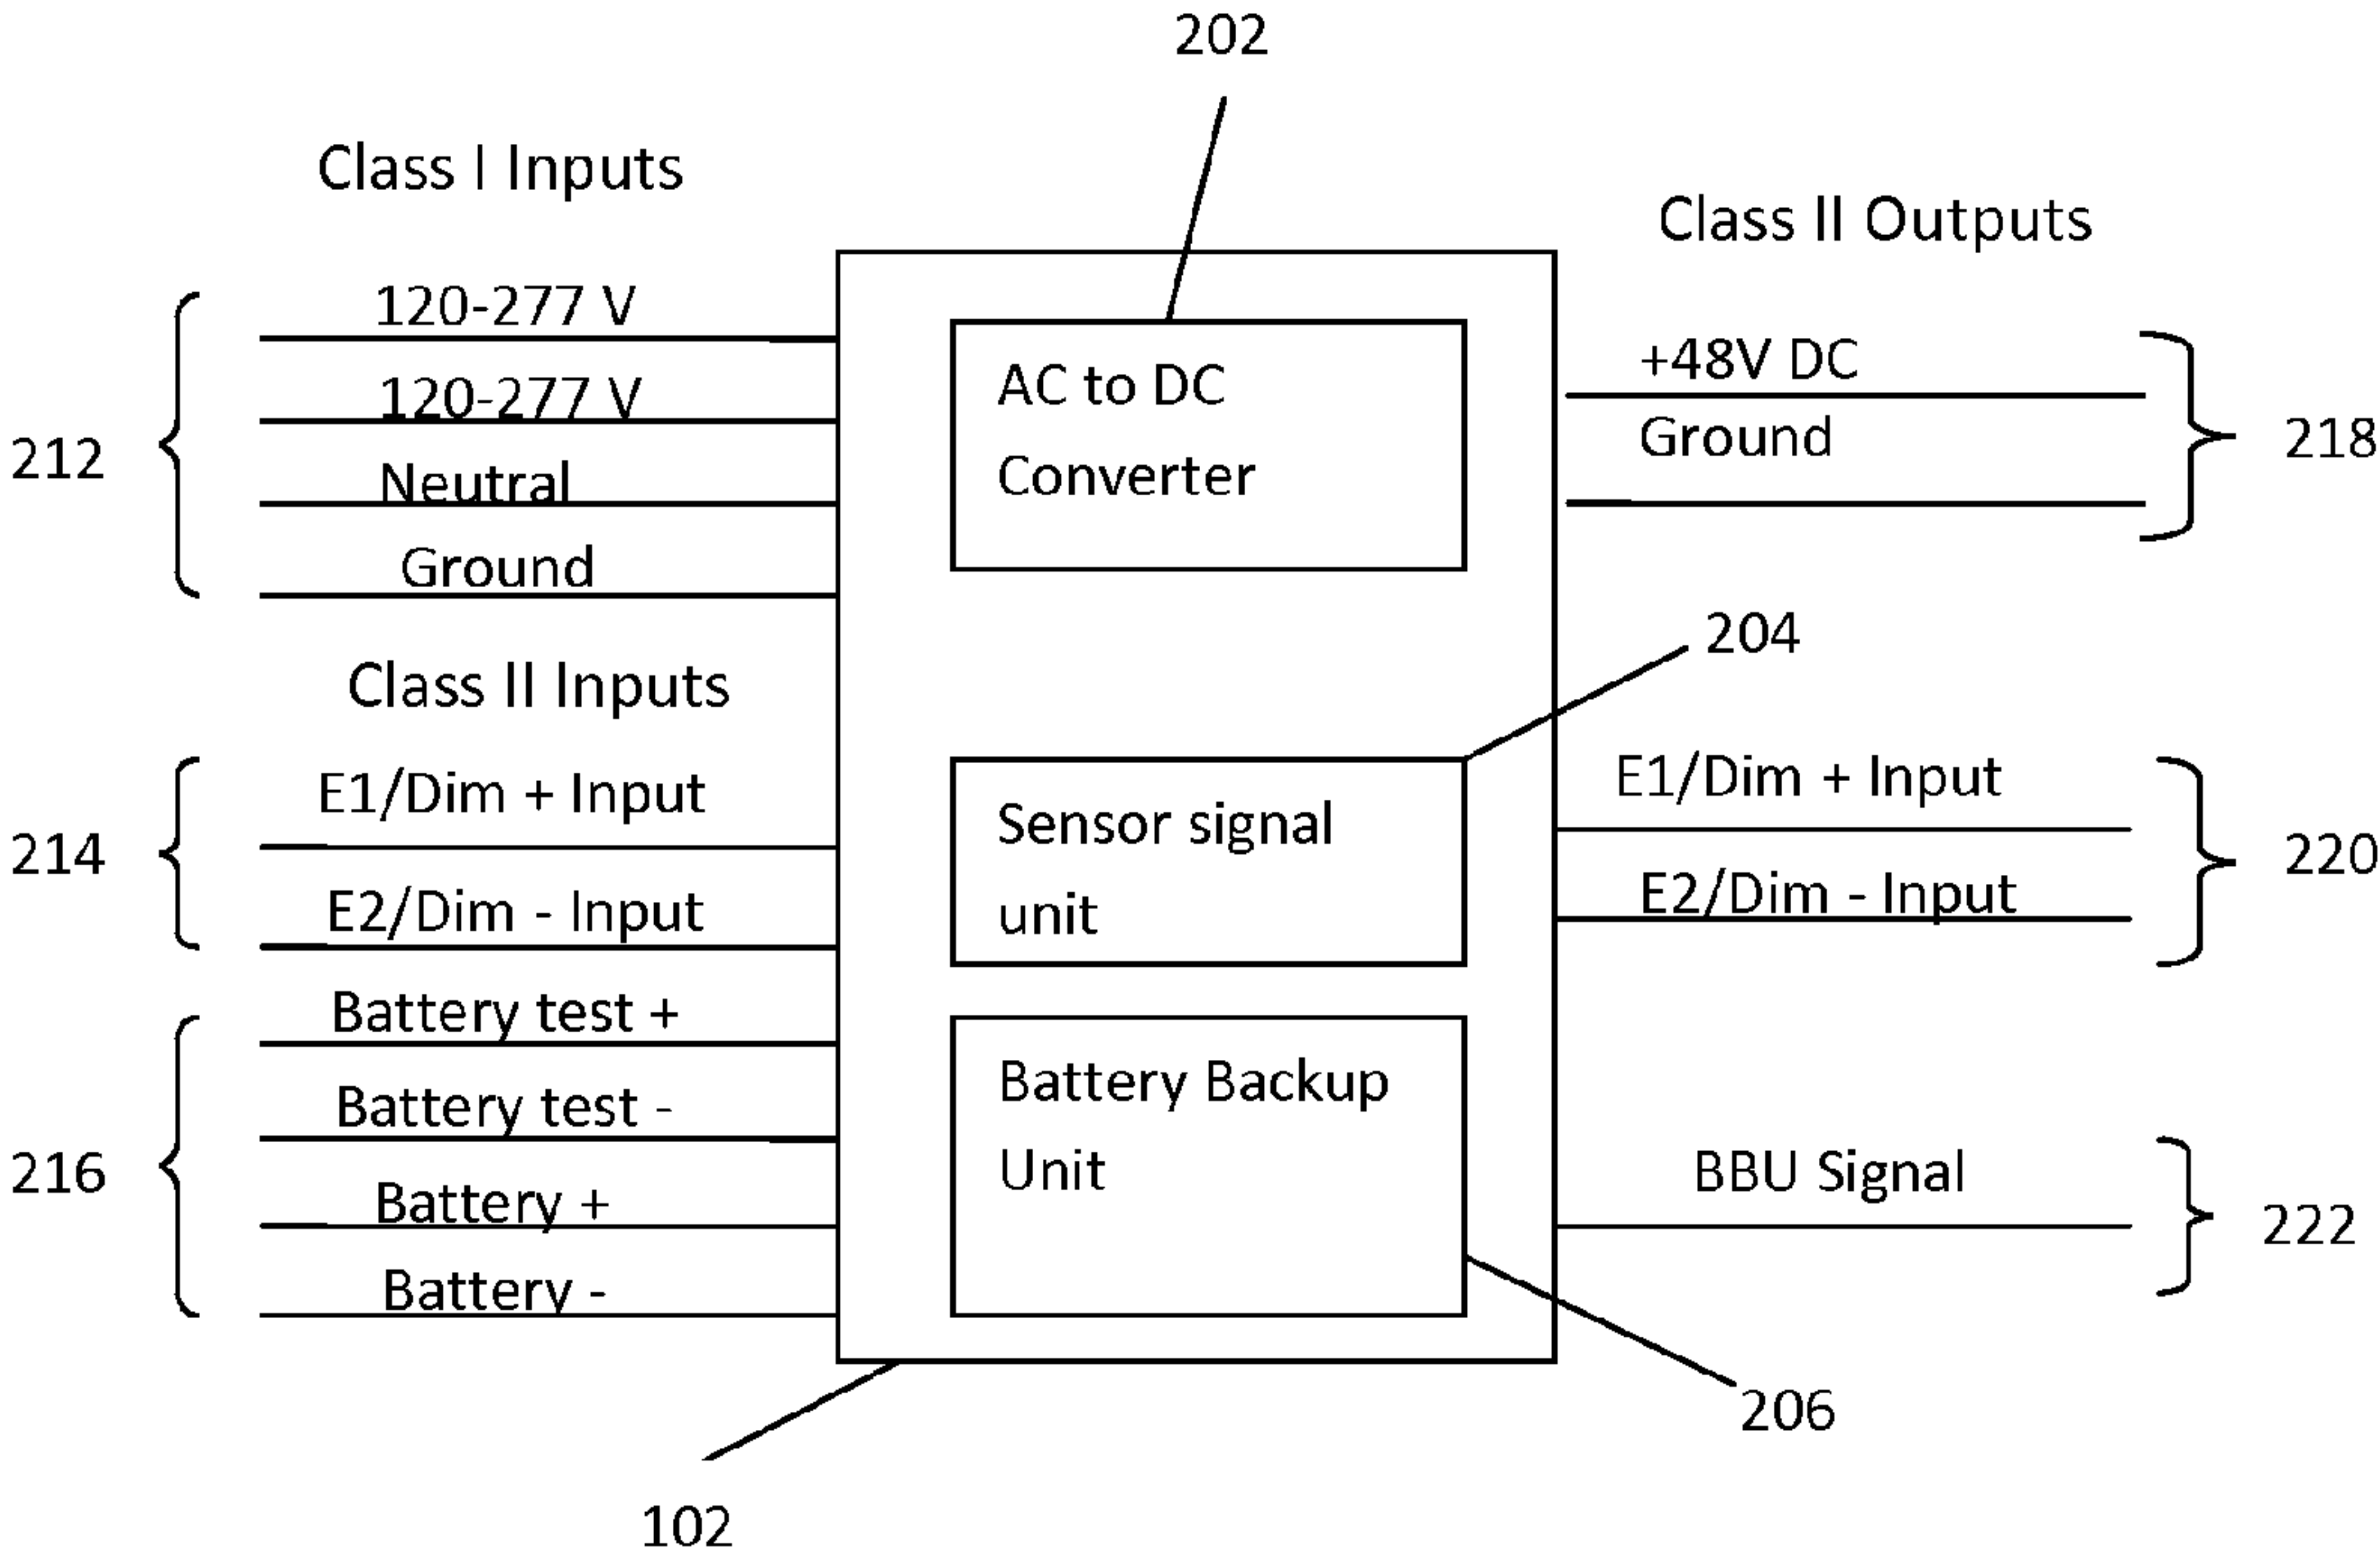 202
Class I Inputs
Class II Outputs
120-277 V
120-277 V
Neutral
Ground
212
AC to DC
Converter
+48V DC
Ground
218
204
Class II Inputs
E1/Dim + Input
E2/Dim - Input
214
Sensor signal
unit
E1/Dim + Input
E2/Dim - Input
220
Battery test +
Battery test -
Battery +
Battery -
216
Battery Backup
Unit
BBU Signal
222
206
102